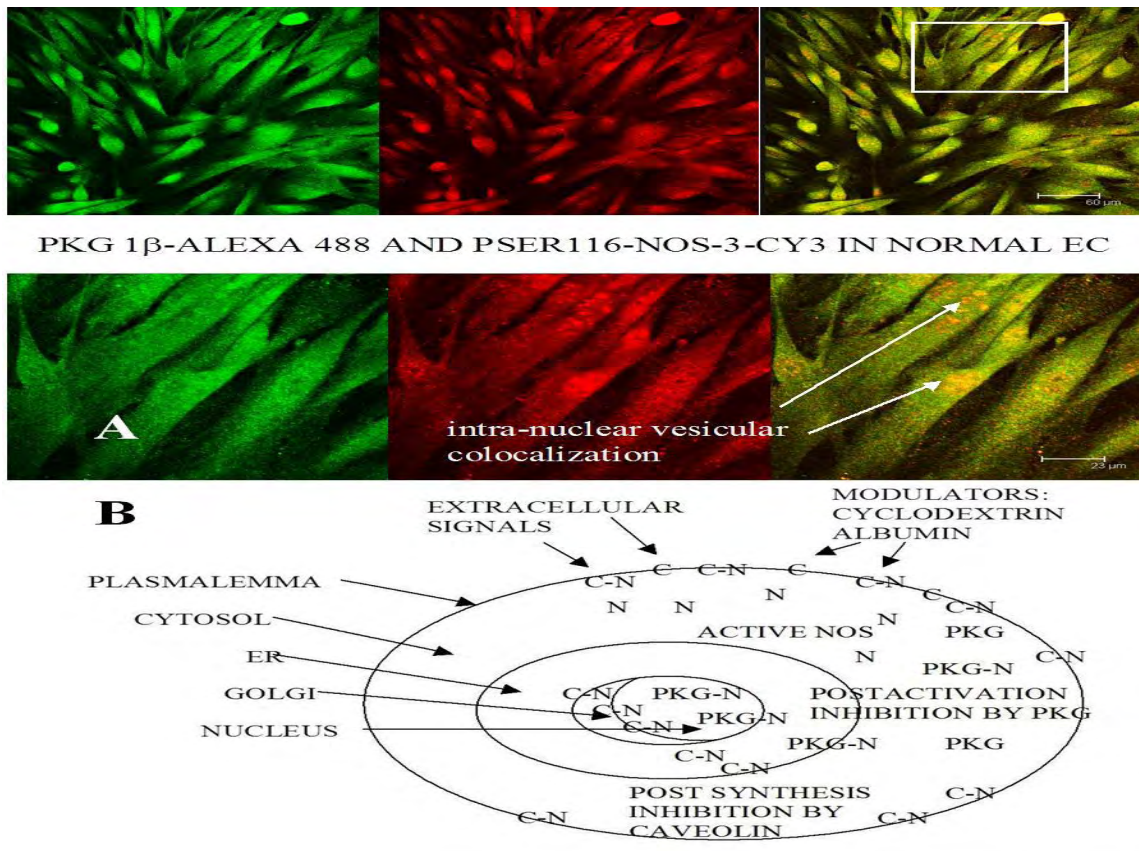 60 µm
PKG 1β-ALEXA 488 AND PSER116-NOS-3-CY3 IN NORMAL EC
A
intra-nuclear vesicular
colocalization
23 µm
B
EXTRACELLULAR
SIGNALS
MODULATORS:
CYCLODEXTRIN
ALBUMIN
PLASMALEMMA
CYTOSOL
ER
GOLGI
NUCLEUS
C-N
C
C-N
C
C-N
C
C-N
N
N
N
N
ACTIVE NOS
PKG
N
C-N
PKG-N
C-N
PKG-N
POSTACTIVATION
INHIBITION BY PKG
C-N
PKG-N
C-N
PKG-N
PKG
C-N
C-N
POST SYNTHESIS
INHIBITION BY
CAVEOLIN
C-N
C-N
C-N